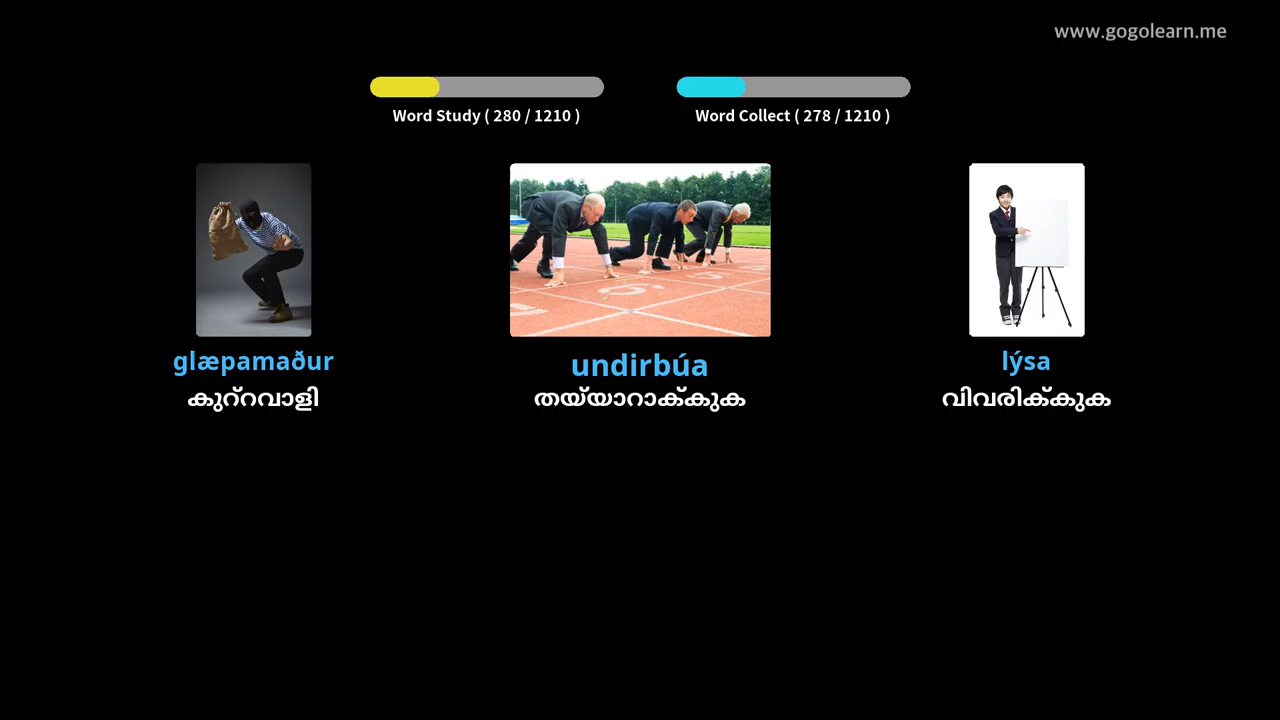 www.gogolearn.me
Word Study ( 280 / 1210 )
Word Collect ( 278 / 1210 )
glæpamaður
undirbúa
lýsa
കുറ്റവാളി
തയ്യാറാക്കുക
വിവരിക്കുക